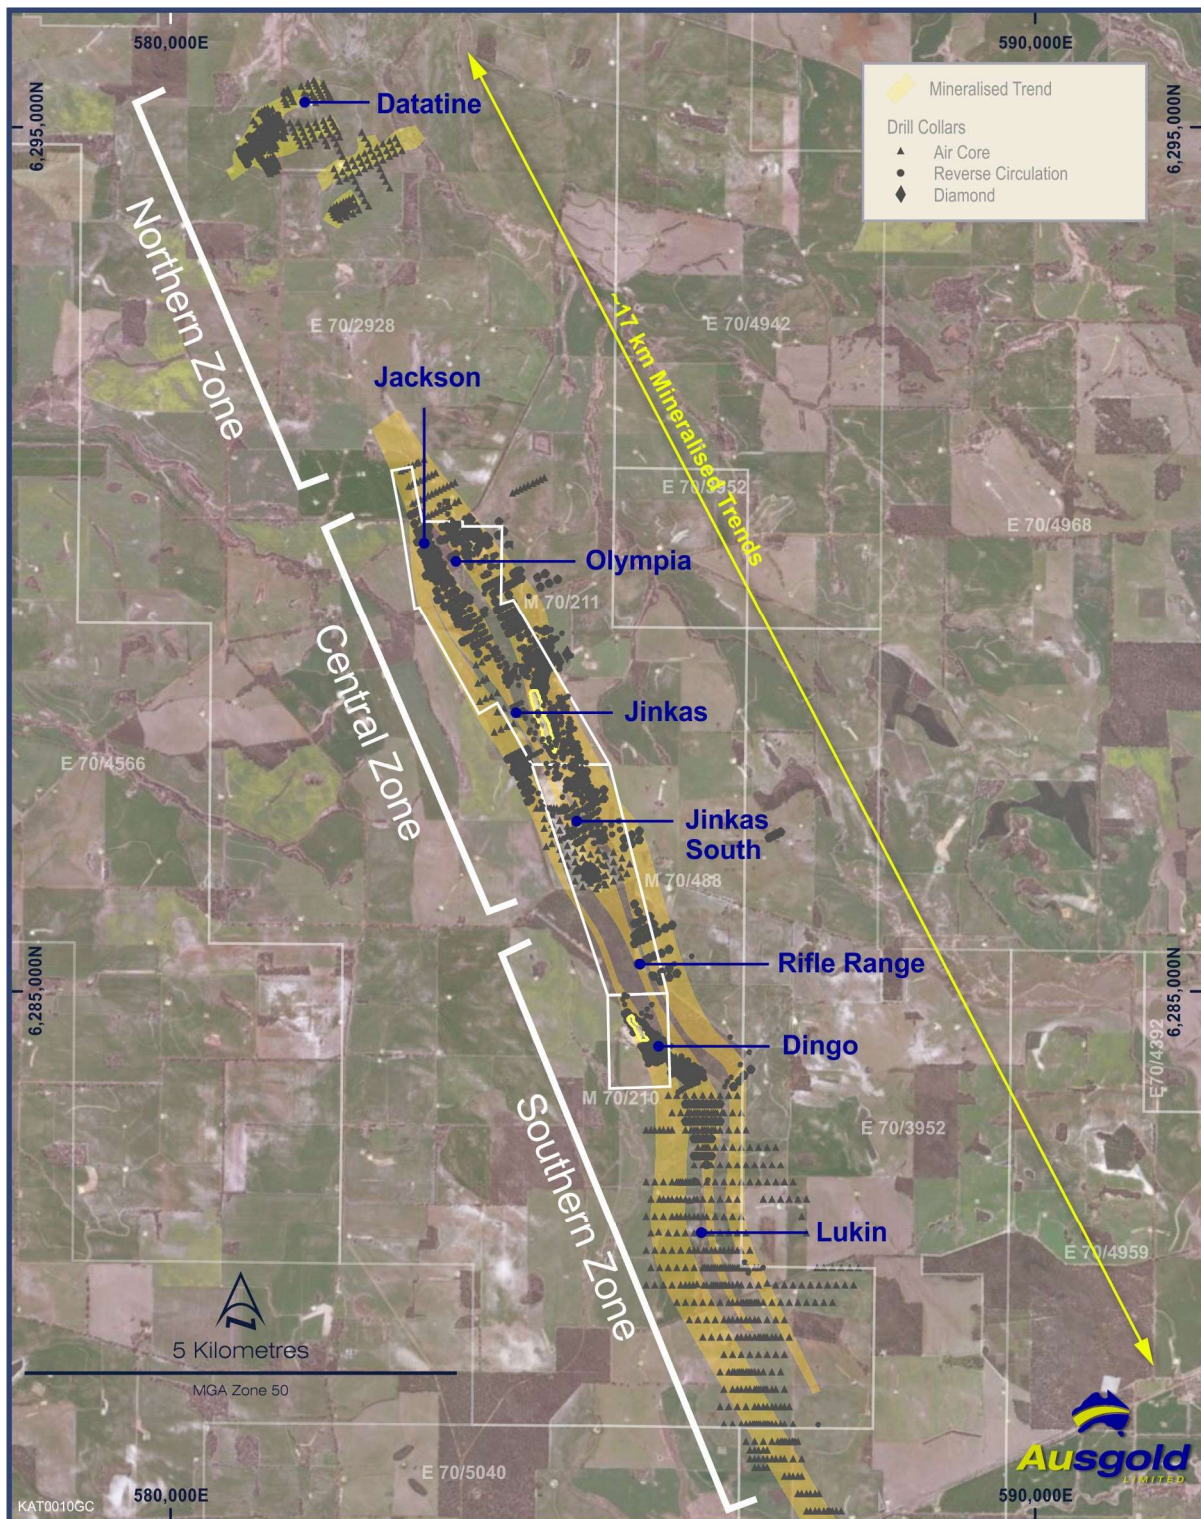 580,000E
590,000E
6,295,000N
6,295,000N
Mineralised Trend
Drill Collars
Air Core
Reverse Circulation
Diamond
Datatine
Northern Zone
E 70/2928
E 70/4942
~17 km Mineralised Trends
Jackson
E 70/3952
E 70/4968
Olympia
M 70/211
Central Zone
Jinkas
E 70/4566
Jinkas
South
M 70/488
Rifle Range
6,285,000N
6,285,000N
Dingo
E70/4392
M 70/210
E 70/3952
Southern Zone
Lukin
E 70/4959
5 Kilometres
MGA Zone 50
Ausgold
LIMITED
E 70/5040
KAT0010GC
580,000E
590,000E